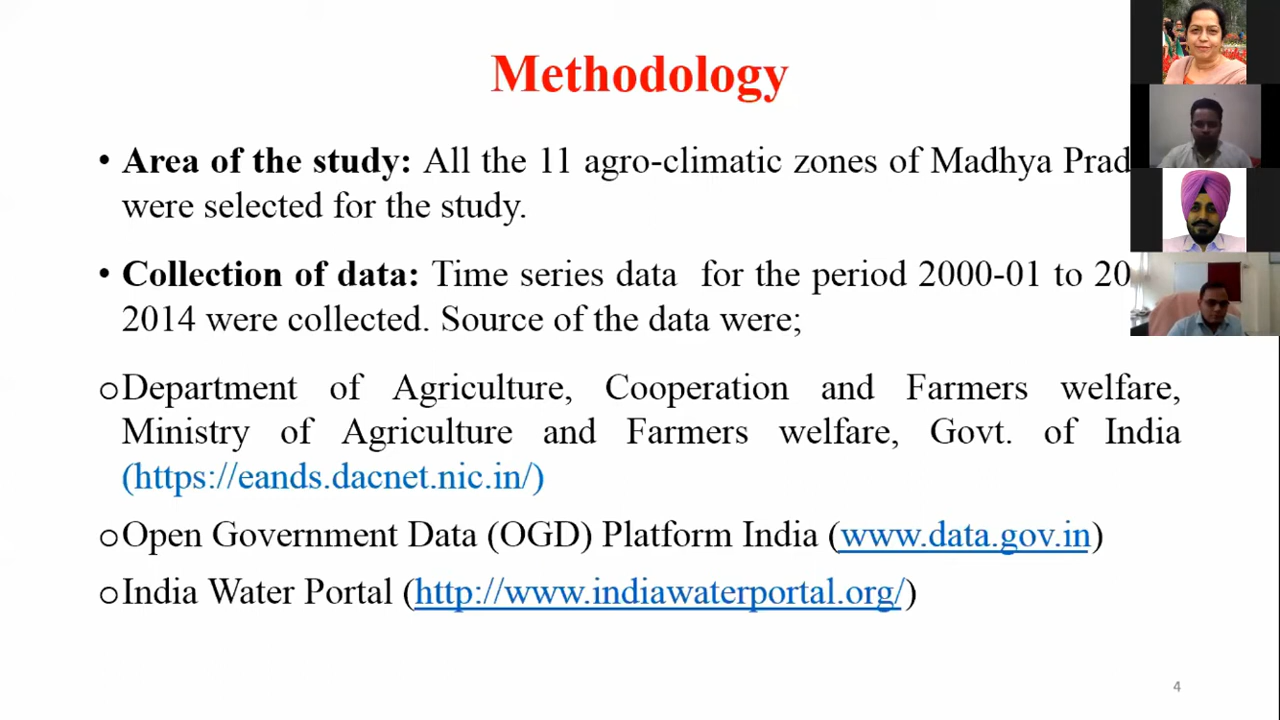 Methodology
• Area of the study: All the 11 agro-climatic zones of Madhya
were selected for the study.
• Collection of data: Time series data for the period 2000-01 to
2014 were collected. Source of the data were;
o Department of Agriculture, Cooperation and Farmers welfare,
Ministry of Agriculture and Farmers welfare, Govt. of India
(https://eands.dacnet.nic.in/)
o Open Government Data (OGD) Platform India (www.data.gov.in)
o India Water Portal (http://www.indiawaterportal.org/)
4